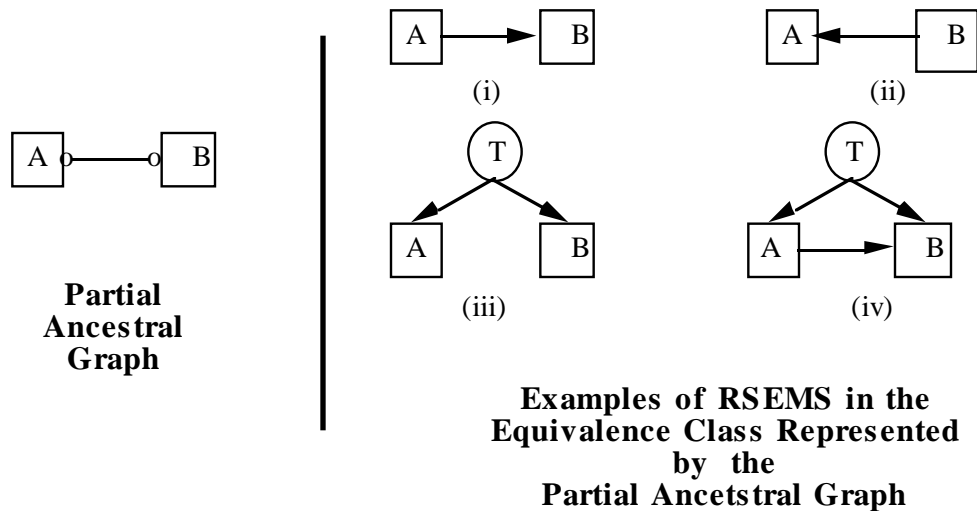 A o o B
Partial
Ancestral
Graph
A B
(i)
A B
(ii)
T
A B
(iii)
T
A B
(iv)
Examples of RSEMS in the
Equivalence Class Represented
by the
Partial Ancetstral Graph